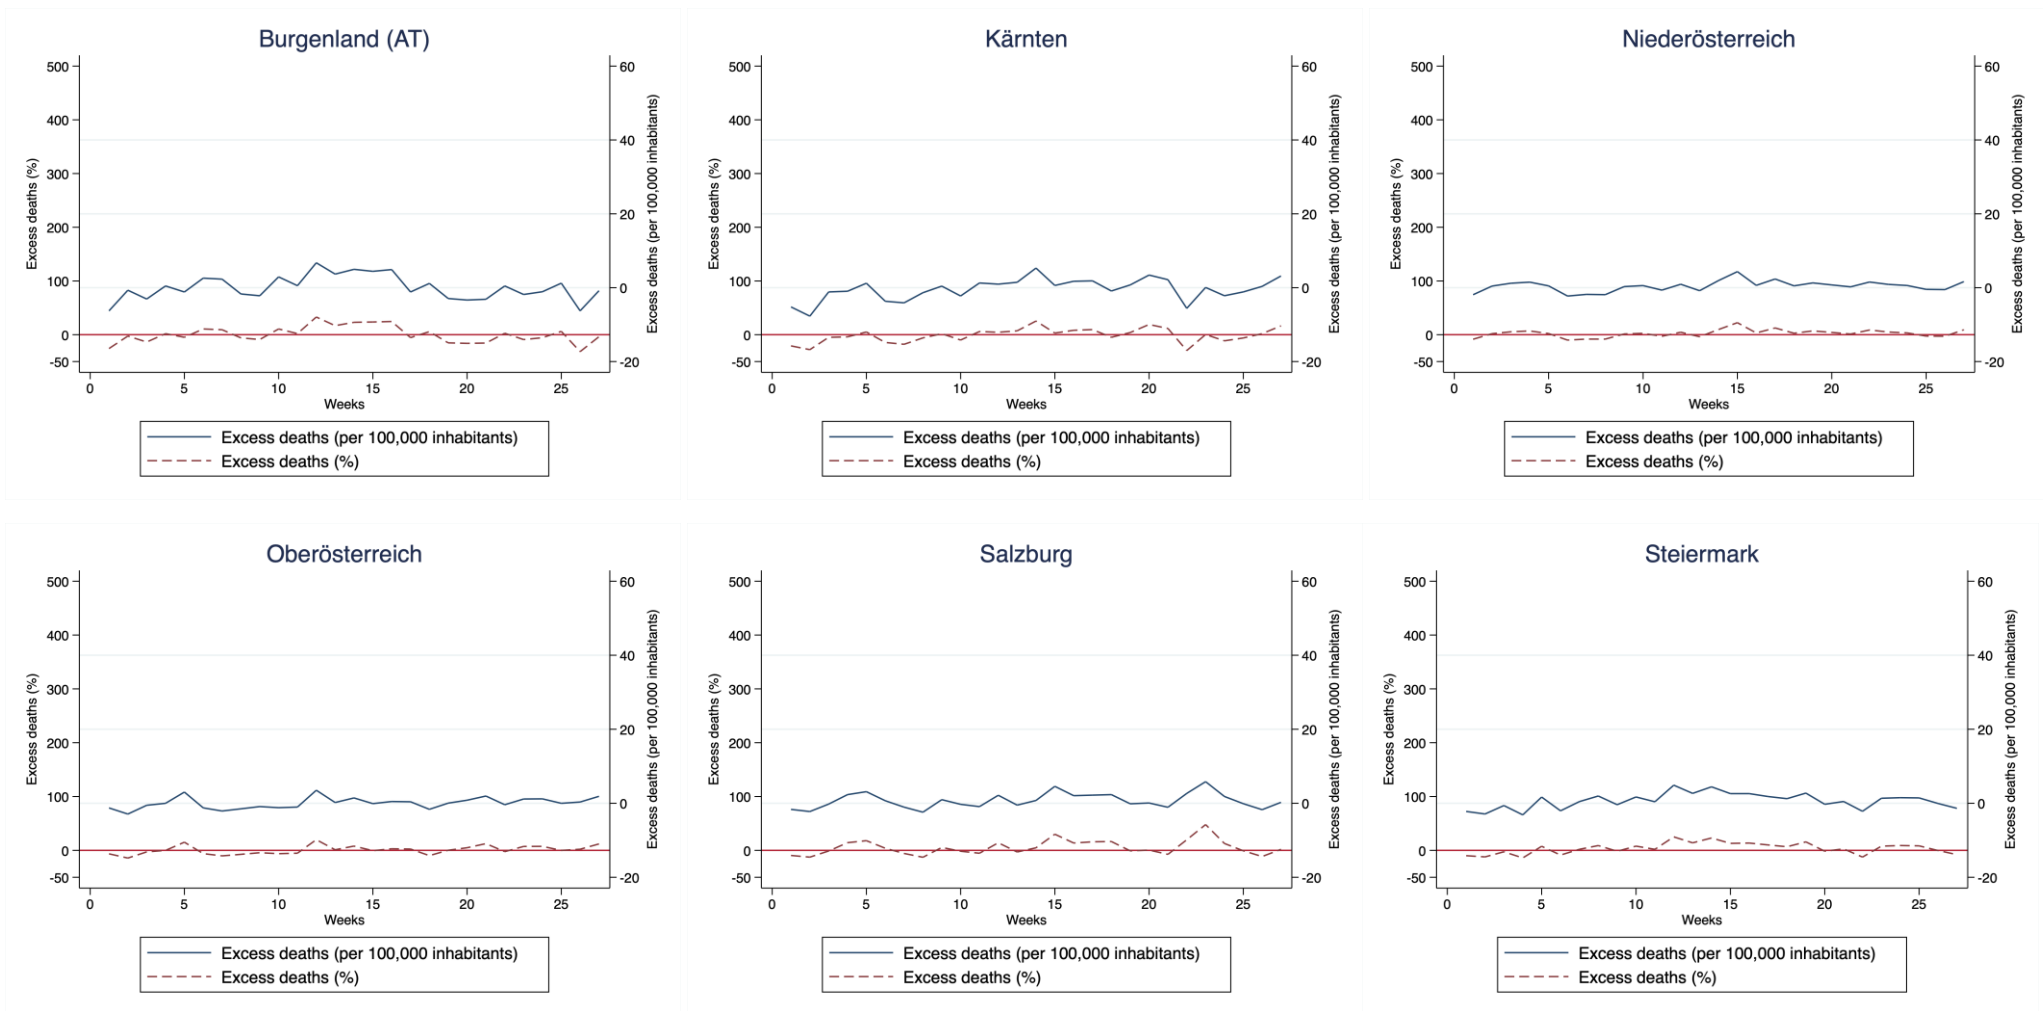 Burgenland (AT)
500
400
300
200
100
0
-50
Excess deaths (%)
60
40
20
0
-20
Excess deaths (per 100,000 inhabitants)
0 5 10 15 20 25
Weeks
Excess deaths (per 100,000 inhabitants)
Excess deaths (%)
Kärnten
500
400
300
200
100
0
-50
Excess deaths (%)
60
40
20
0
-20
Excess deaths (per 100,000 inhabitants)
0 5 10 15 20 25
Weeks
Excess deaths (per 100,000 inhabitants)
Excess deaths (%)
Niederösterreich
500
400
300
200
100
0
-50
Excess deaths (%)
60
40
20
0
-20
Excess deaths (per 100,000 inhabitants)
0 5 10 15 20 25
Weeks
Excess deaths (per 100,000 inhabitants)
Excess deaths (%)
Oberösterreich
500
400
300
200
100
0
-50
Excess deaths (%)
60
40
20
0
-20
Excess deaths (per 100,000 inhabitants)
0 5 10 15 20 25
Weeks
Excess deaths (per 100,000 inhabitants)
Excess deaths (%)
Salzburg
500
400
300
200
100
0
-50
Excess deaths (%)
60
40
20
0
-20
Excess deaths (per 100,000 inhabitants)
0 5 10 15 20 25
Weeks
Excess deaths (per 100,000 inhabitants)
Excess deaths (%)
Steiermark
500
400
300
200
100
0
-50
Excess deaths (%)
60
40
20
0
-20
Excess deaths (per 100,000 inhabitants)
0 5 10 15 20 25
Weeks
Excess deaths (per 100,000 inhabitants)
Excess deaths (%)